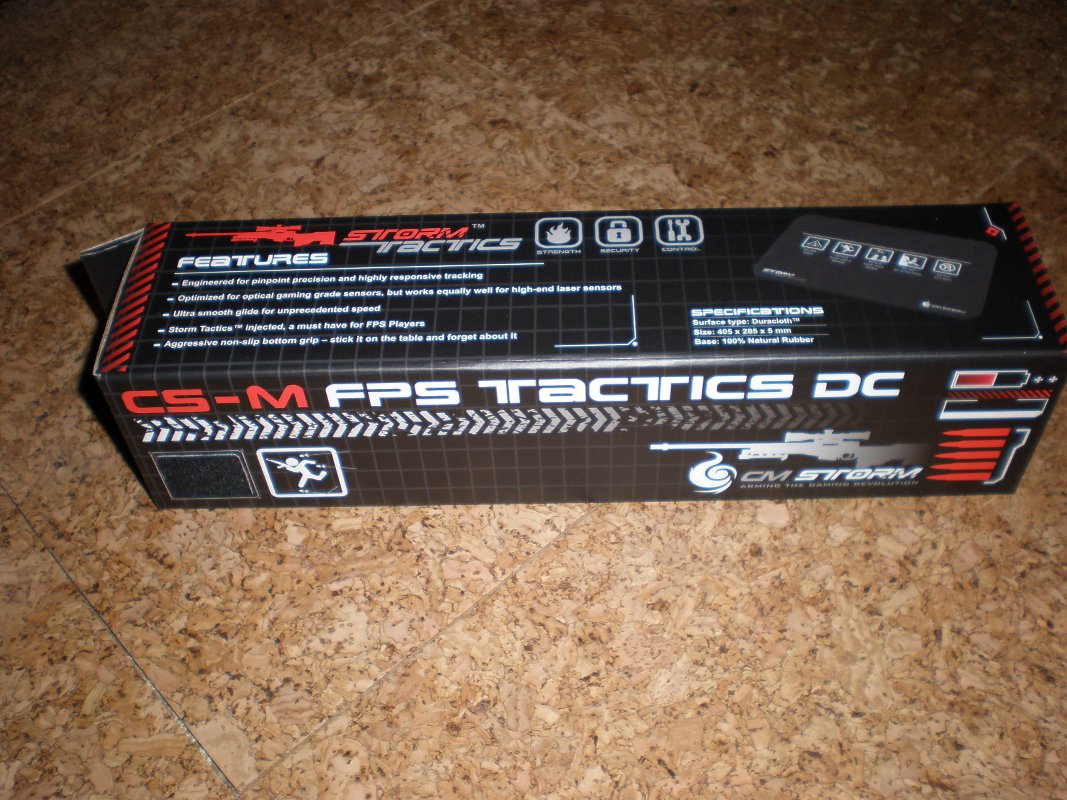 STORM™
TACTICS
FEATURES
STRENGTH
SECURITY
CONTROL
Engineered for pinpoint precision and highly responsive tracking
Optimized for optical gaming grade sensors, but works equally well for high-end laser sensors
Ultra smooth glide for unprecedented speed
Storm Tactics™ injected, a must have for FPS Players
Aggressive non-slip bottom grip – stick it on the table and forget about it
SPECIFICATIONS
Surface type: Duracloth™
Size: 405 x 285 x 5 mm
Base: 100% Natural Rubber
CS-M FPS TACTICS DC
CM STORM
ARMING THE GAMING REVOLUTION